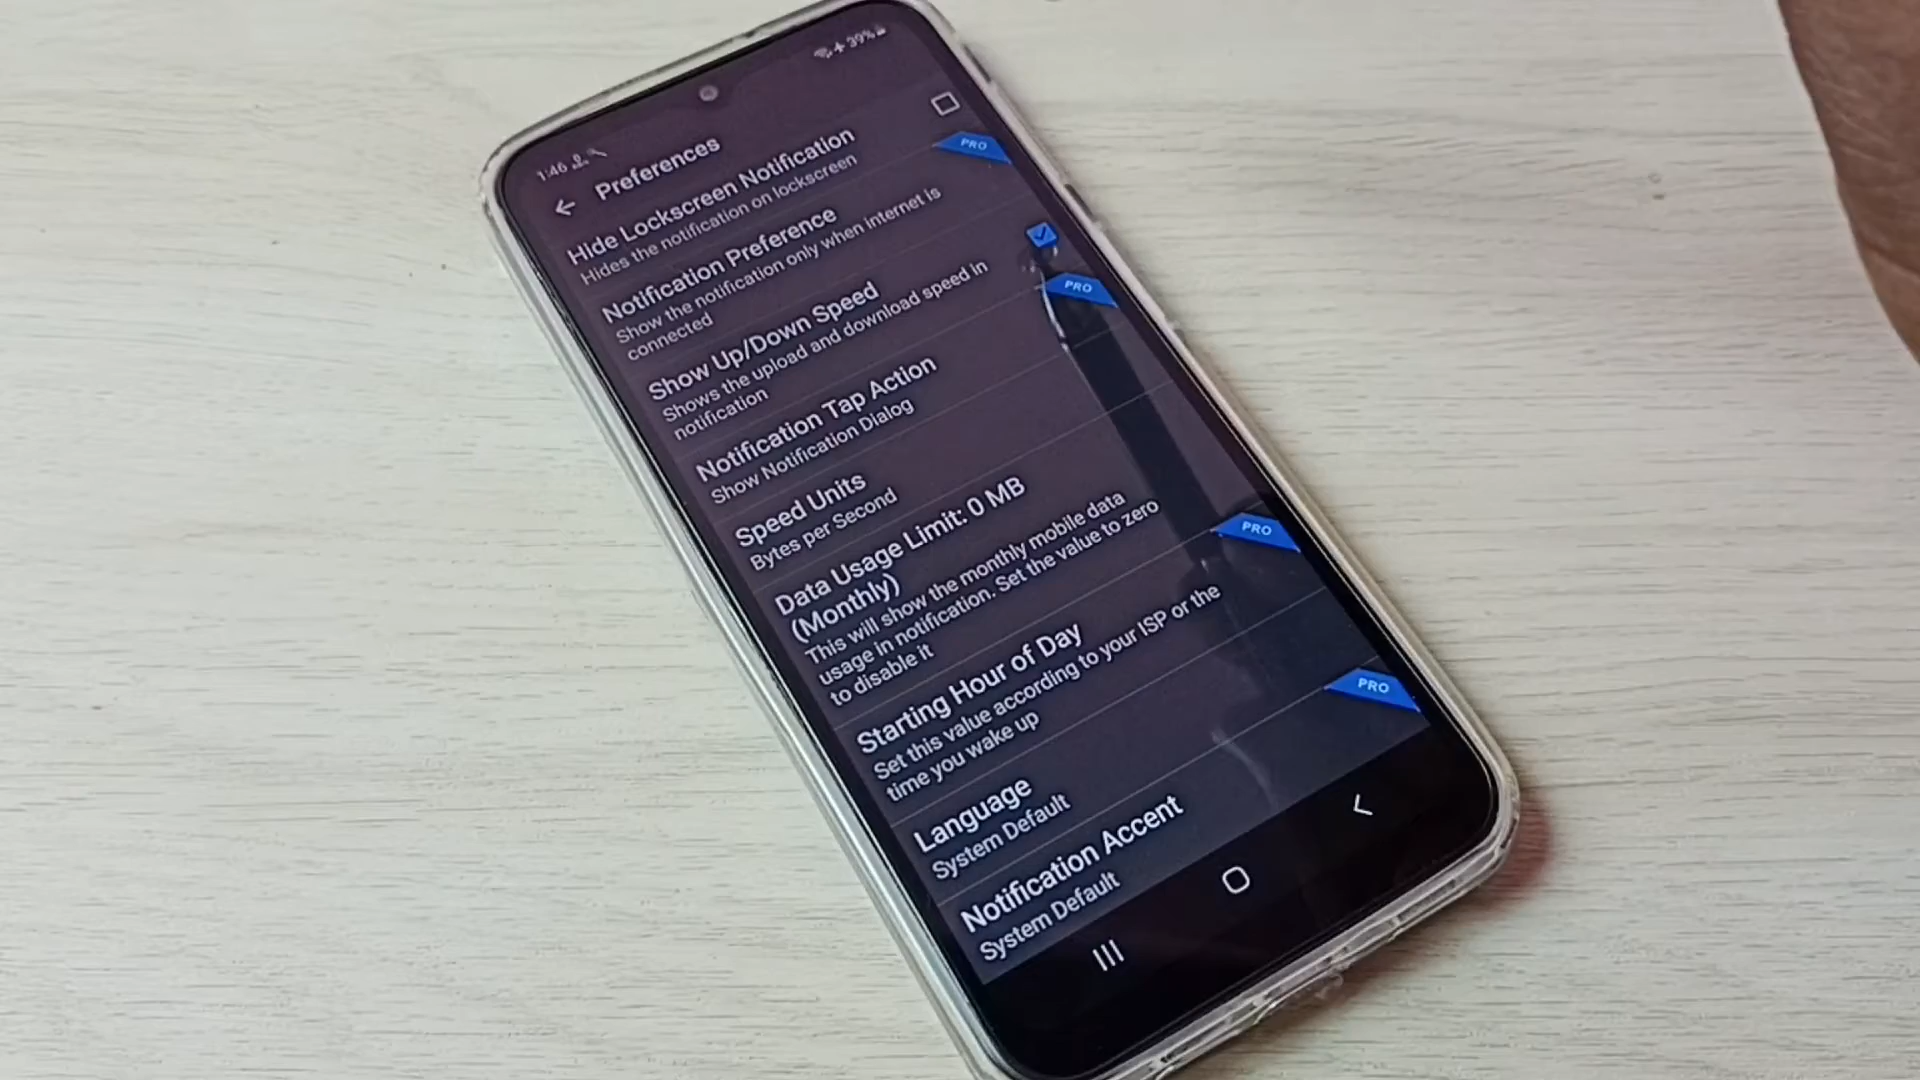 1:46
39%
Preferences
Hide Lockscreen Notification
Hides the notification on lockscreen
PRO
Notification Preference
Show the notification only when internet is
connected
Show Up/Down Speed
Shows the upload and download speed in
notification
PRO
Notification Tap Action
Show Notification Dialog
Speed Units
Bytes per Second
Data Usage Limit: 0 MB
(Monthly)
This will show the monthly mobile data
usage in notification. Set the value to zero
to disable it
PRO
Starting Hour of Day
Set this value according to your ISP or the
time you wake up
Language
System Default
PRO
Notification Accent
System Default